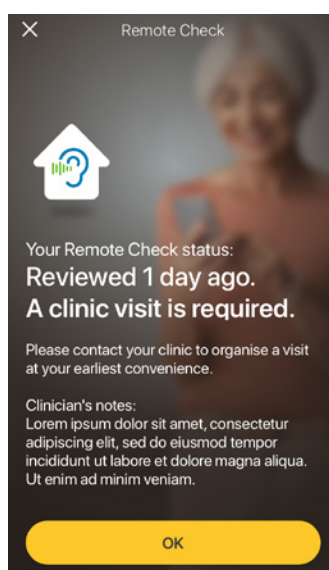 Remote Check
Your Remote Check status:
Reviewed 1 day ago.
A clinic visit is required.
Please contact your clinic to organise a visit
at your earliest convenience.
Clinician's notes:
Lorem ipsum dolor sit amet, consectetur
adipiscing elit, sed do eiusmod tempor
incididunt ut labore et dolore magna aliqua.
Ut enim ad minim veniam.
OK